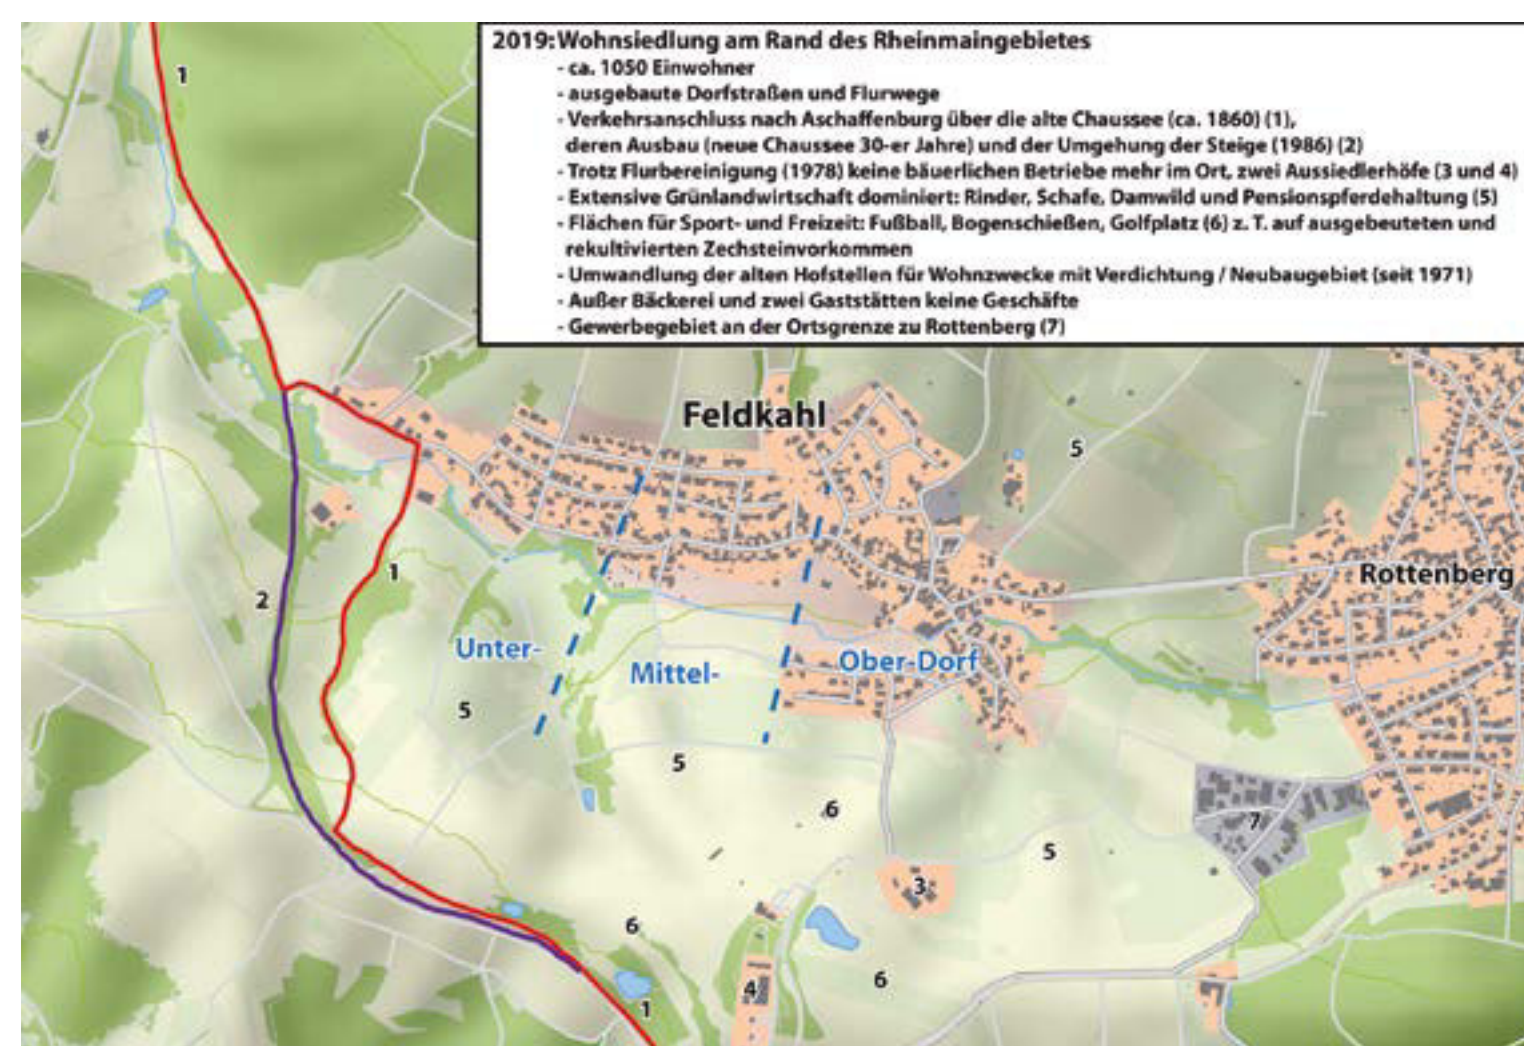 2019: Wohnsiedlung am Rand des Rheinmaingebietes
- ca. 1050 Einwohner
- ausgebaute Dorfstraßen und Flurwege
- Verkehrsanschluss nach Aschaffenburg über die alte Chaussee (ca. 1860) (1),
deren Ausbau (neue Chaussee 30-er Jahre) und der Umgehung der Steige (1986) (2)
- Trotz Flurbereinigung (1978) keine bäuerlichen Betriebe mehr im Ort, zwei Aussiedlerhöfe (3 und 4)
- Extensive Grünlandwirtschaft dominiert: Rinder, Schafe, Damwild und Pensionspferdehaltung (5)
- Flächen für Sport- und Freizeit: Fußball, Bogenschießen, Golfplatz (6) z. T. auf ausgebeuteten und
rekultivierten Zechsteinvorkommen
- Umwandlung der alten Hofstellen für Wohnzwecke mit Verdichtung / Neubaugebiet (seit 1971)
- Außer Bäckerei und zwei Gaststätten keine Geschäfte
- Gewerbegebiet an der Ortsgrenze zu Rottenberg (7)
1
Feldkahl
5
Rottenberg
1
2
Unter-
Mittel-
Ober-Dorf
5
5
6
7
5
3
6
6
4
1